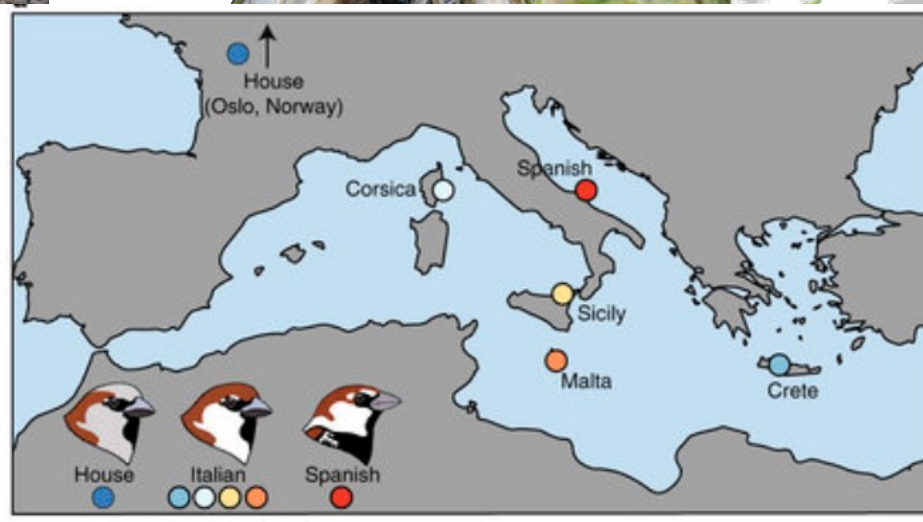 House
(Oslo, Norway)
Spanish
Corsica
Sicily
Malta
Crete
House
Italian
Spanish